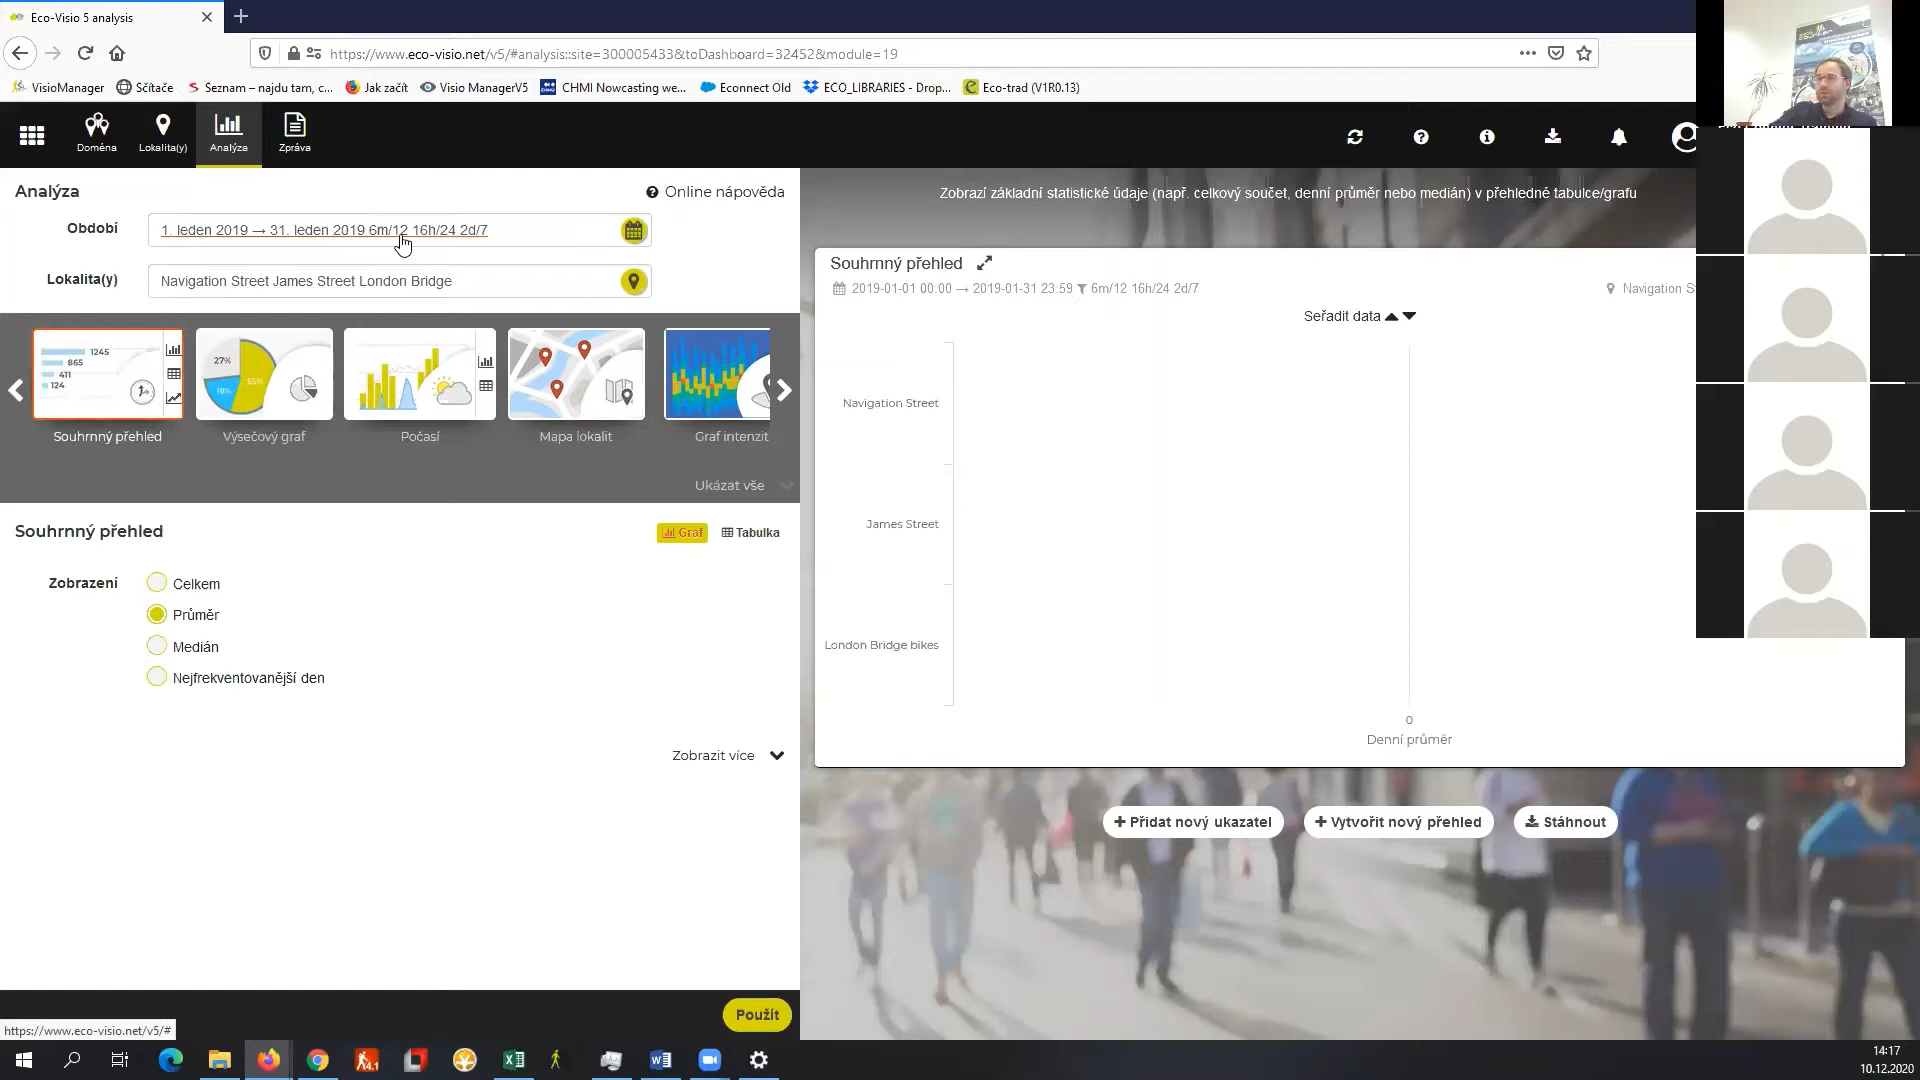 Eco-Visio 5 analysis
https://www.eco-visio.net/v5/#analysis::site=300005433&toDashboard=32452&module=19
VisioManager
Sčítače
Seznam – najdu tam, c...
Jak začít
Visio ManagerV5
CHMI Nowcasting we...
Econnect Old
ECO_LIBRARIES - Drop...
Eco-trad (V1R0.13)
Doména
Lokalita(y)
Analýza
Zpráva
Analýza
Online nápověda
Období
1. leden 2019 → 31. leden 2019 6m/12 16h/24 2d/7
Lokalita(y)
Navigation Street James Street London Bridge
1245
865
411
124
27%
55%
18%
Souhrnný přehled
Výsečový graf
Počasí
Mapa lokalit
Graf intenzit
Ukázat vše
Souhrnný přehled
Graf
Tabulka
Zobrazení
Celkem
Průměr
Medián
Nejfrekventovanější den
Zobrazit více
Použít
https://www.eco-visio.net/v5/#
Zobrazí základní statistické údaje (např. celkový součet, denní průměr nebo medián) v přehledné tabulce/grafu
Souhrnný přehled
2019-01-01 00:00 → 2019-01-31 23:59 6m/12 16h/24 2d/7
Navigation S
Seřadit data
Navigation Street
James Street
London Bridge bikes
0
Denní průměr
+ Přidat nový ukazatel
+ Vytvořit nový přehled
Stáhnout
14:17
10.12.2020